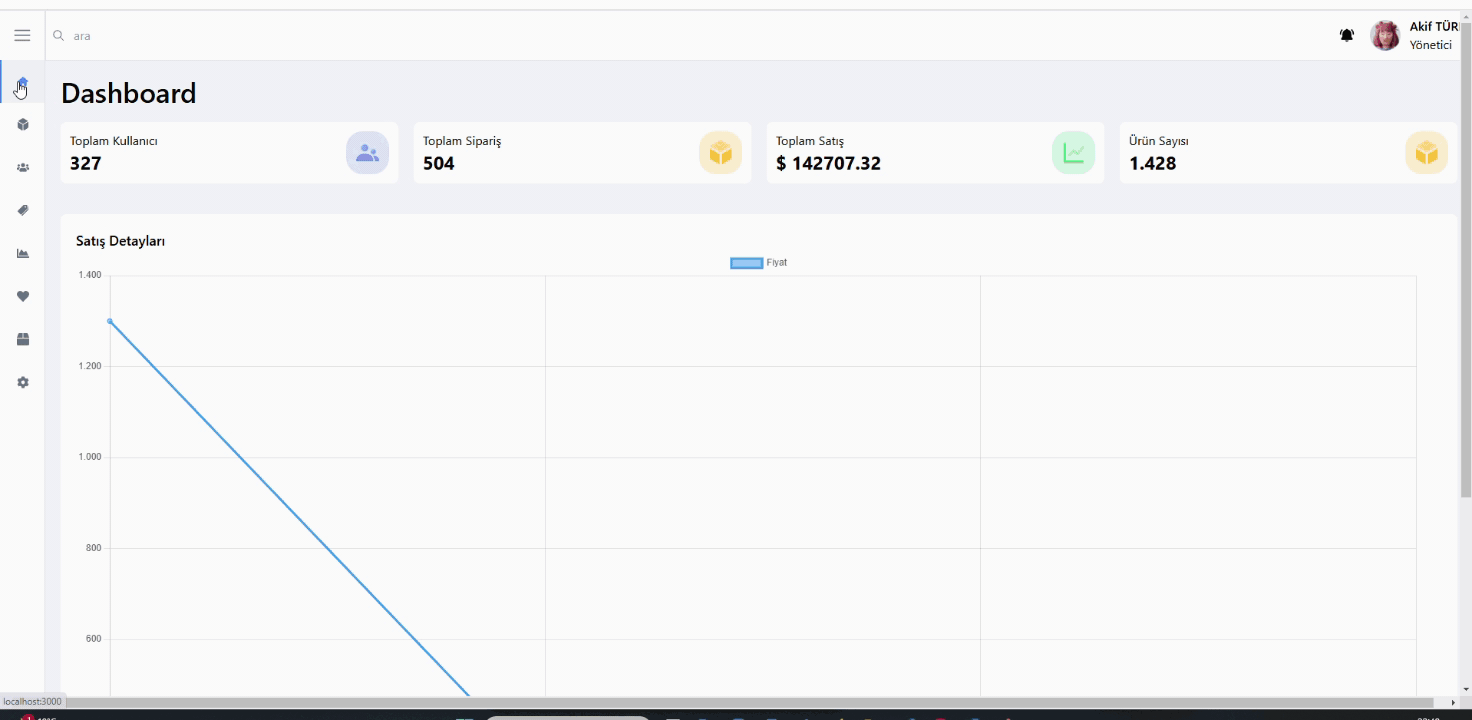 ara
Akif TÜR
Yönetici
Dashboard
Toplam Kullanıcı
327
Toplam Sipariş
504
Toplam Satış
$ 142707.32
Ürün Sayısı
1.428
Satış Detayları
Fiyat
1.400
1.200
1.000
800
600
localhost:3000